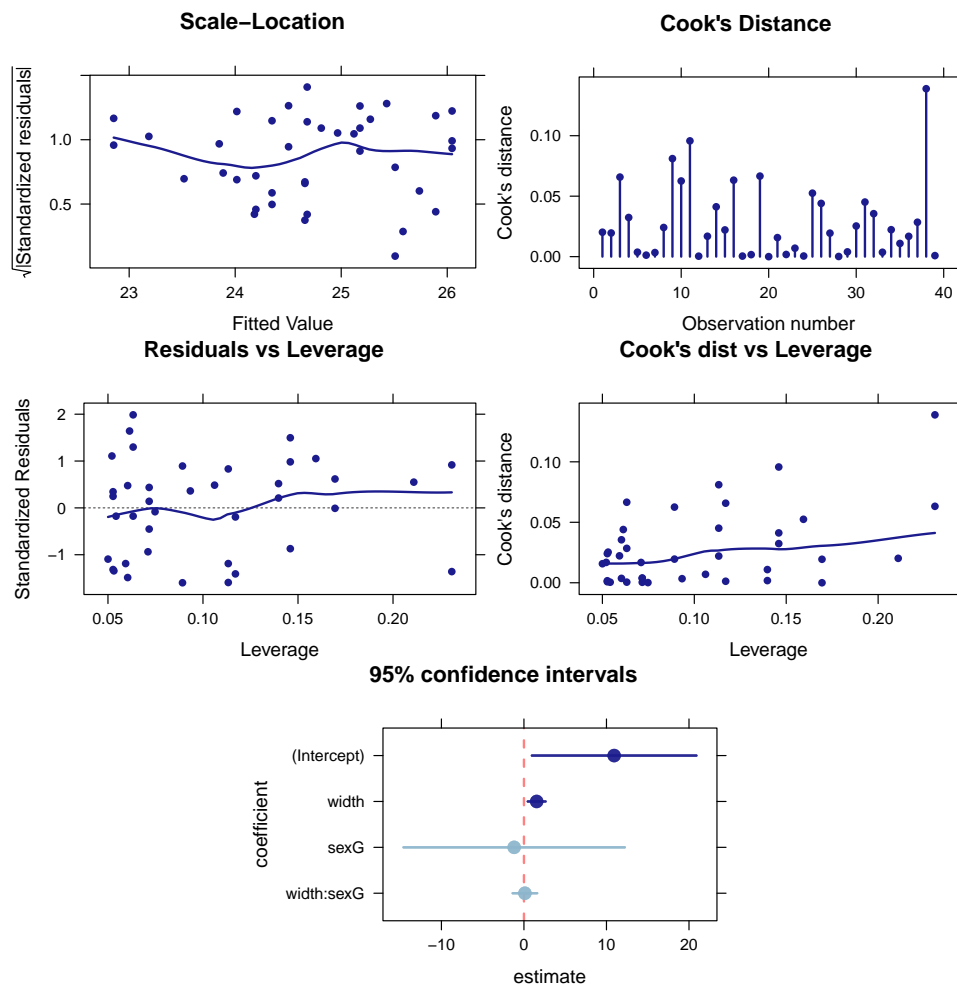 Scale−Location
√|Standardized residuals|
1.0
0.5
23 24 25 26
Fitted Value
Cook's Distance
Cook's distance
0.10
0.05
0.00
0 10 20 30 40
Observation number
Residuals vs Leverage
Standardized Residuals
2
1
0
−1
0.05 0.10 0.15 0.20
Leverage
Cook's dist vs Leverage
Cook's distance
0.10
0.05
0.00
0.05 0.10 0.15 0.20
Leverage
95% confidence intervals
coefficient
(Intercept)
width
sexG
width:sexG
−10 0 10 20
estimate